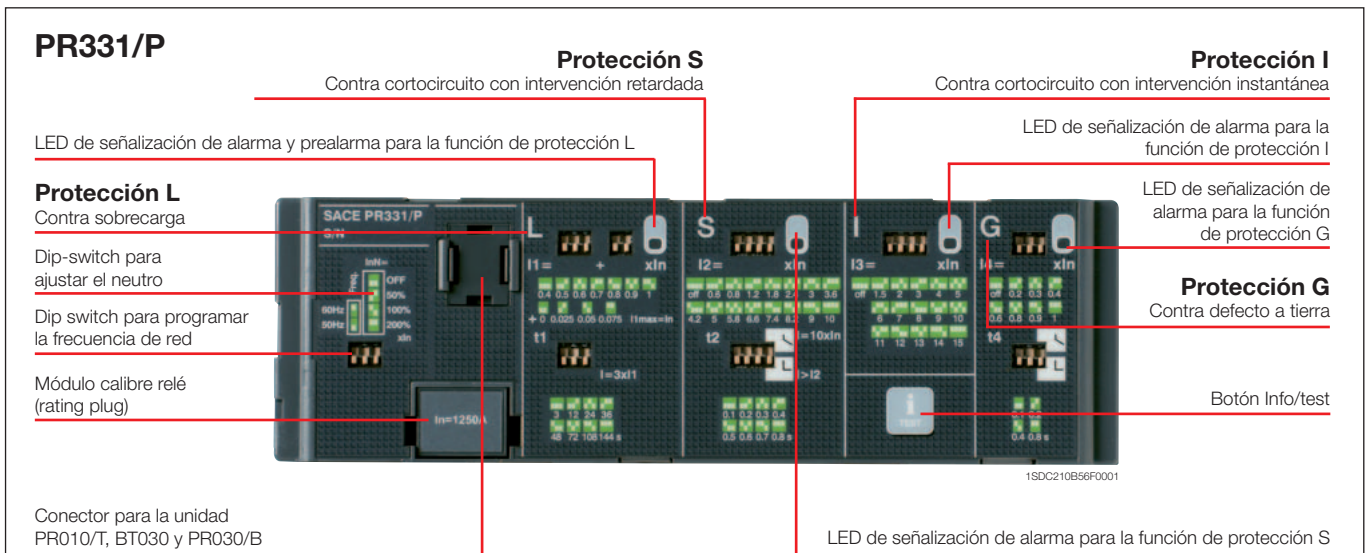 PR331/P
Protección S
Contra cortocircuito con intervención retardada
Protección I
Contra cortocircuito con intervención instantánea
LED de señalización de alarma y prealarma para la función de protección L
LED de señalización de alarma para la
función de protección I
Protección L
Contra sobrecarga
LED de señalización de
alarma para la función
de protección G
Dip-switch para
ajustar el neutro
Dip switch para programar
la frecuencia de red
Protección G
Contra defecto a tierra
Módulo calibre relé
(rating plug)
Botón Info/test
SACE PR331/P
S/N
InN=
Freq.
OFF
50%
60Hz
100%
50Hz
200%
xIn
In=1250A
L
I1= + xIn
0.4 0.5 0.6 0.7 0.8 0.9 1
+ 0 0.025 0.05 0.075 I1max=In
t1
I=3xI1
3 12 24 36
48 72 108 144 s
S
I2= xIn
off 0.6 0.8 1.2 1.8 2.4 3 3.6
4.2 5 5.8 6.6 7.4 8.2 9 10
t2
I=10xIn
I>I2
0.1 0.2 0.3 0.4
0.5 0.6 0.7 0.8 s
I
I3= xIn
off 1.5 2 3 4 5
6 7 8 9 10
11 12 13 14 15
i
TEST
G
I4= xIn
off 0.2 0.3 0.4
0.6 0.8 0.9 1
t4
0.1 0.2
0.4 0.8 s
1SDC210B56F0001
Conector para la unidad
PR010/T, BT030 y PR030/B
LED de señalización de alarma para la función de protección S